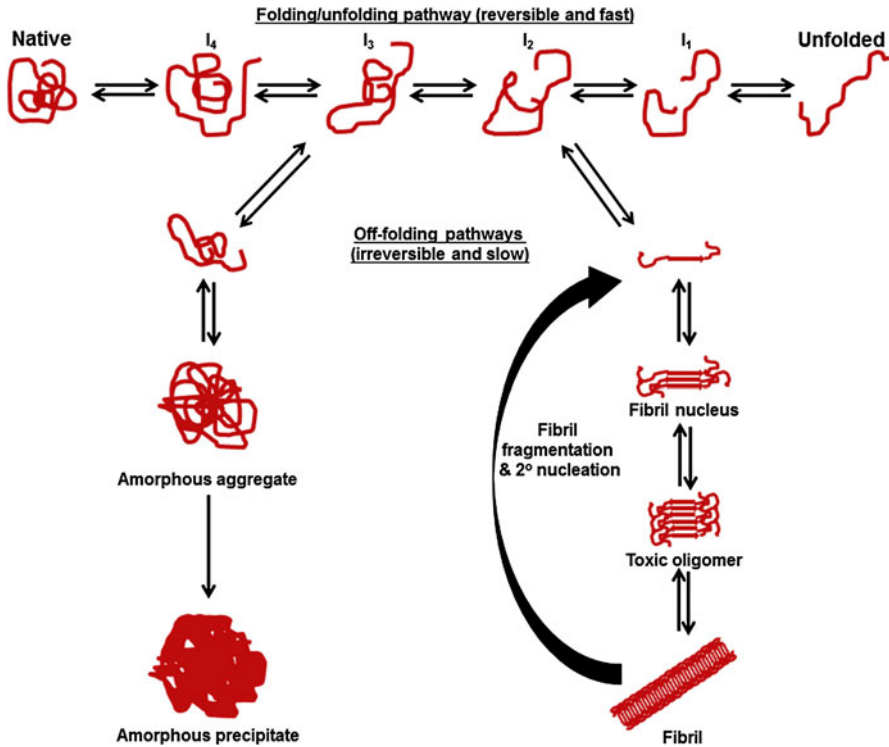 Folding/unfolding pathway (reversible and fast)
Native
I₄
I₃
I₂
I₁
Unfolded
Off-folding pathways
(irreversible and slow)
Fibril nucleus
Fibril
fragmentation
& 2º nucleation
Amorphous aggregate
Toxic oligomer
Amorphous precipitate
Fibril